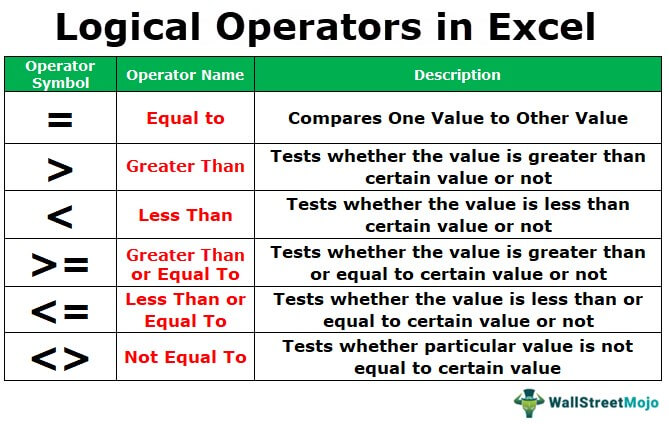 Logical Operators in Excel
Operator Symbol Operator Name Description
= Equal to Compares One Value to Other Value
> Greater Than Tests whether the value is greater than
certain value or not
< Less Than Tests whether the value is less than
certain value or not
>= Greater Than or Equal To Tests whether the value is greater than
or equal to certain value or not
<= Less Than or Equal To Tests whether the value is less than or
equal to certain value or not
<> Not Equal To Tests whether particular value is not
equal to certain value
WallStreetMojo